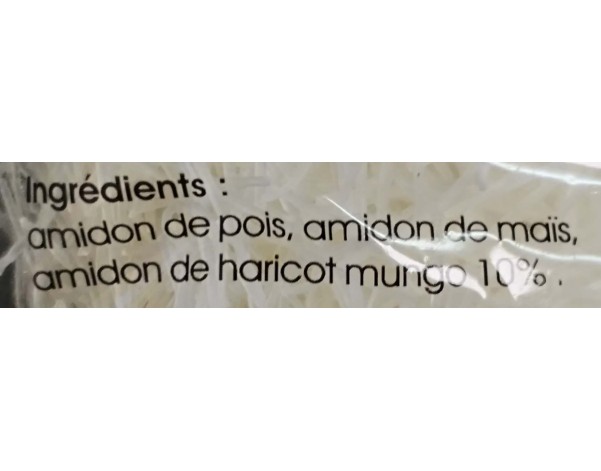 Ingrédients :
amidon de pois, amidon de maïs,
amidon de haricot mungo 10% .